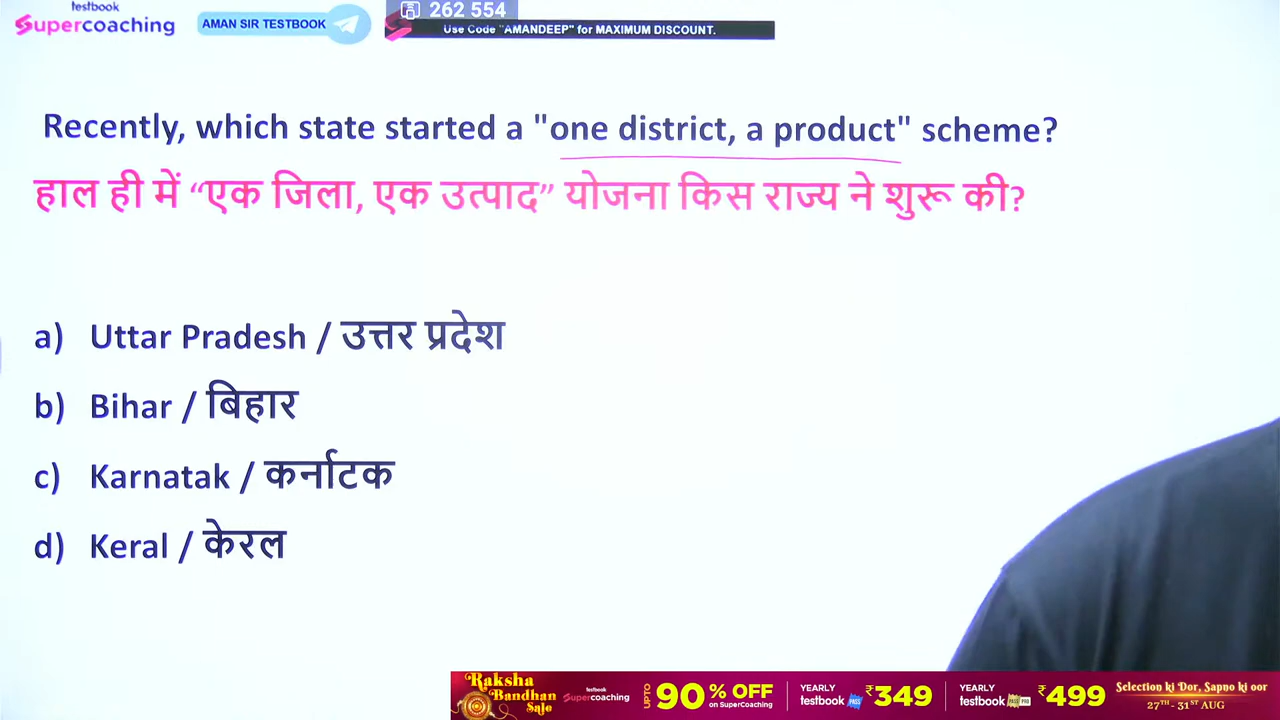 testbook
Supercoaching
AMAN SIR TESTBOOK
262 554
Use Code "AMANDEEP" for MAXIMUM DISCOUNT.
Recently, which state started a "one district, a product" scheme?
हाल ही में “एक जिला, एक उत्पाद” योजना किस राज्य ने शुरू की?
a) Uttar Pradesh / उत्तर प्रदेश
b) Bihar / बिहार
c) Karnatak / कर्नाटक
d) Keral / केरल
Raksha Bandhan Sale
testbook Supercoaching
UPTO 90% OFF on SuperCoaching
YEARLY testbook PASS ₹349
YEARLY testbook PASS PRO ₹499
Selection ki Dor, Sapno ki oor
27TH - 31ST AUG